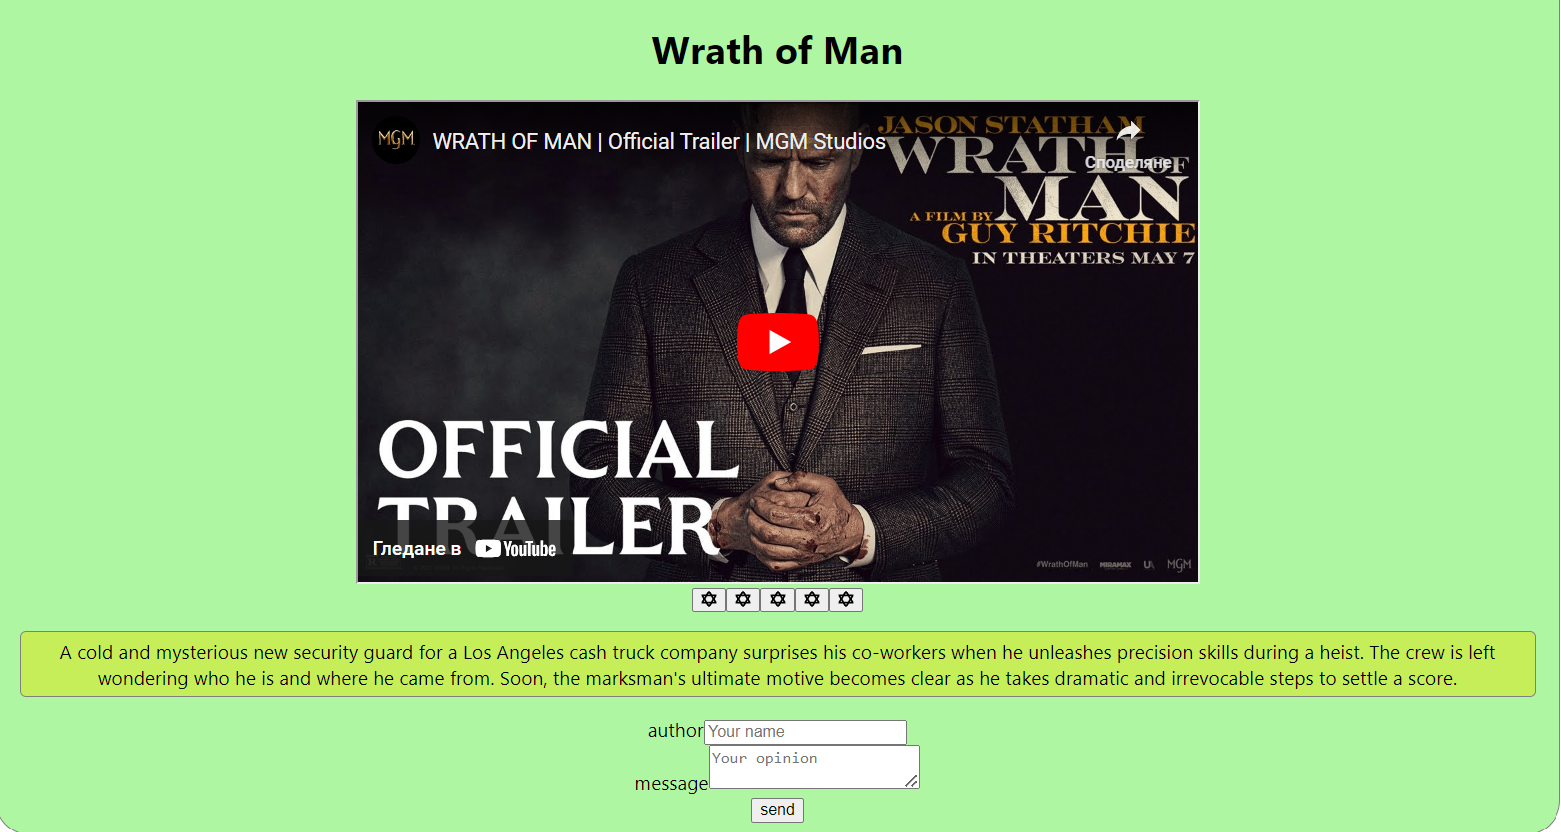 Wrath of Man
MGM
WRATH OF MAN | Official Trailer | MGM Studios
JASON STATHAM
WRATH OF
MAN
Споделяне
A FILM BY
GUY RITCHIE
IN THEATERS MAY 7
OFFICIAL
TRAILER
Гледане в YouTube
#WrathOfMan MIRAMAX MGM
A cold and mysterious new security guard for a Los Angeles cash truck company surprises his co-workers when he unleashes precision skills during a heist. The crew is left
wondering who he is and where he came from. Soon, the marksman's ultimate motive becomes clear as he takes dramatic and irrevocable steps to settle a score.
author Your name
message Your opinion
send